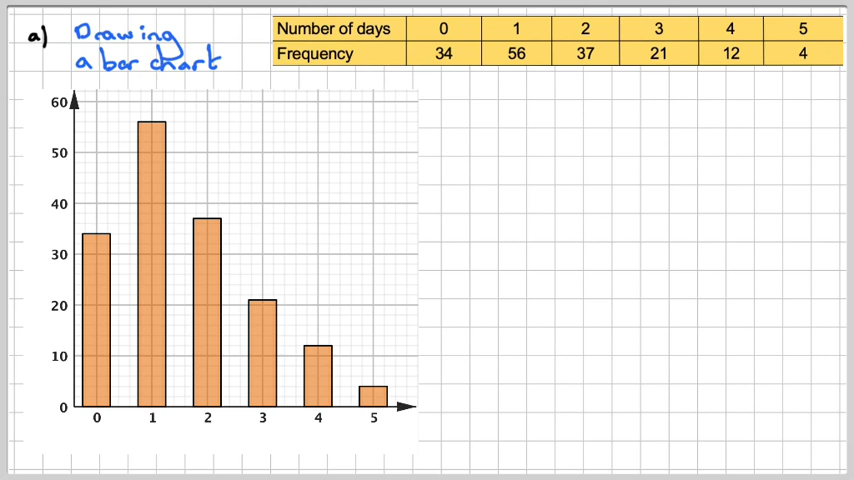 a) Drawing
a bar chart
Number of days 0 1 2 3 4 5
Frequency 34 56 37 21 12 4
60
50
40
30
20
10
0
0 1 2 3 4 5